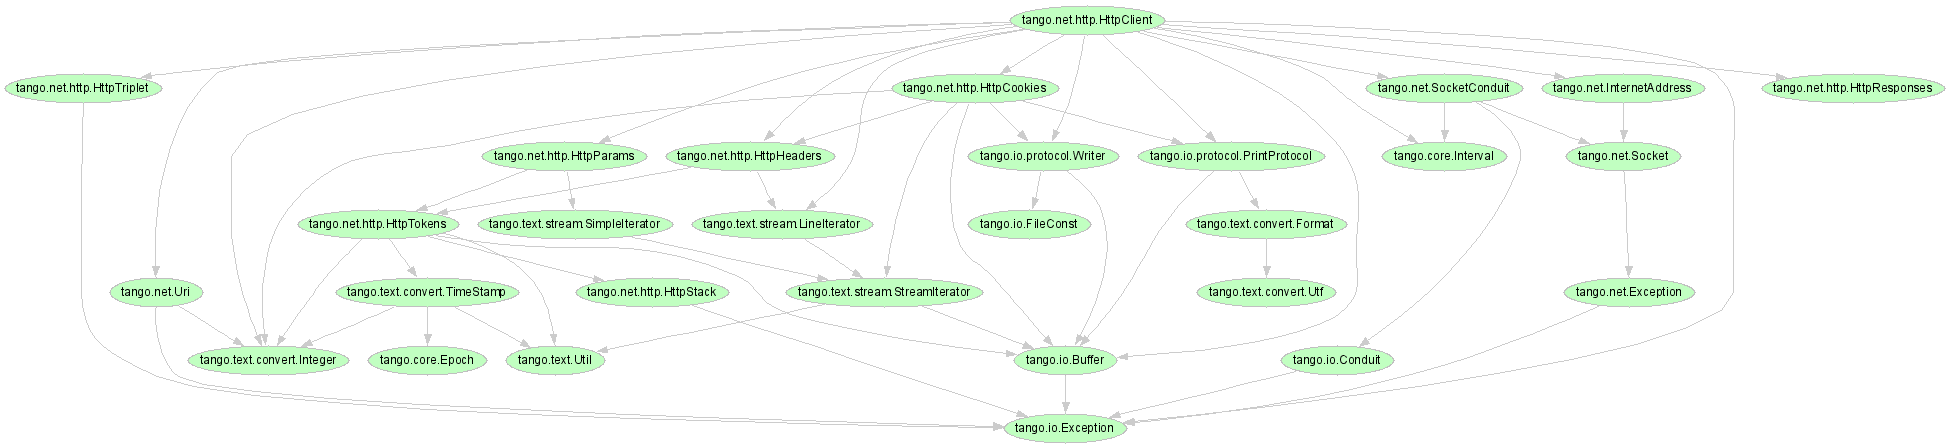 tango.net.http.HttpClient
tango.net.http.HttpTriplet
tango.net.http.HttpCookies
tango.net.SocketConduit
tango.net.InternetAddress
tango.net.http.HttpResponses
tango.net.http.HttpParams
tango.net.http.HttpHeaders
tango.io.protocol.Writer
tango.io.protocol.PrintProtocol
tango.core.Interval
tango.net.Socket
tango.net.http.HttpTokens
tango.text.stream.SimpleIterator
tango.text.stream.LineIterator
tango.io.FileConst
tango.text.convert.Format
tango.net.Uri
tango.text.convert.TimeStamp
tango.net.http.HttpStack
tango.text.stream.StreamIterator
tango.text.convert.Utf
tango.net.Exception
tango.text.convert.Integer
tango.core.Epoch
tango.text.Util
tango.io.Buffer
tango.io.Conduit
tango.io.Exception